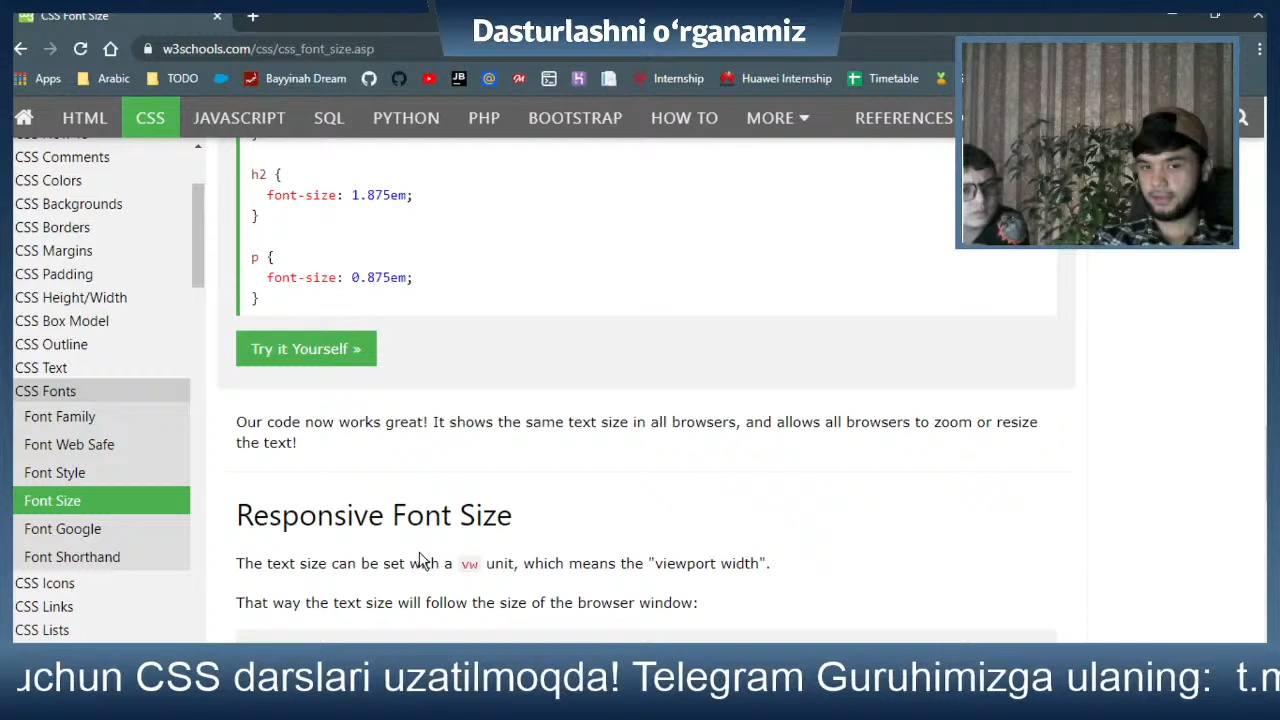 CSS Font Size
Dasturlashni oʻrganamiz
w3schools.com/css/css_font_size.asp
Apps Arabic TODO Bayyinah Dream JB Internship Huawei Internship Timetable
HTML CSS JAVASCRIPT SQL PYTHON PHP BOOTSTRAP HOW TO MORE REFERENCES
CSS Comments
CSS Colors
CSS Backgrounds
CSS Borders
CSS Margins
CSS Padding
CSS Height/Width
CSS Box Model
CSS Outline
CSS Text
CSS Fonts
Font Family
Font Web Safe
Font Style
Font Size
Font Google
Font Shorthand
CSS Icons
CSS Links
CSS Lists
h2 {
font-size: 1.875em;
}
p {
font-size: 0.875em;
}
Try it Yourself »
Our code now works great! It shows the same text size in all browsers, and allows all browsers to zoom or resize
the text!
Responsive Font Size
The text size can be set with a vw unit, which means the "viewport width".
That way the text size will follow the size of the browser window:
uchun CSS darslari uzatilmoqda! Telegram Guruhimizga ulaning: t.m